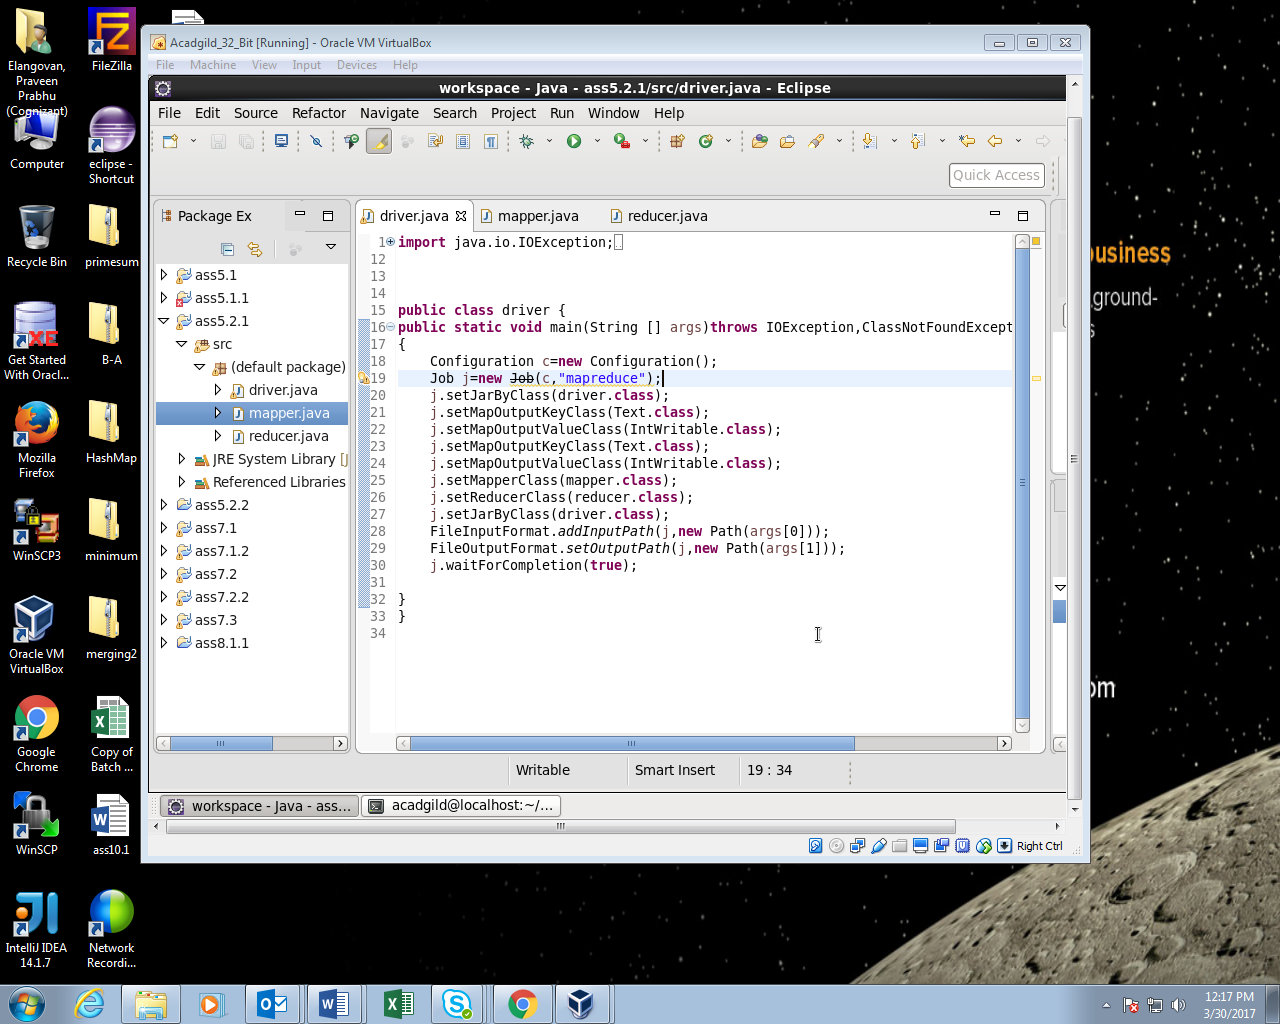 Elangovan,
Praveen
Prabhu
(Cognizant)
FileZilla
Computer
eclipse -
Shortcut
Recycle Bin
primesum
Get Started
With Oracl...
B-A
Mozilla
Firefox
HashMap
WinSCP3
minimum
Oracle VM
VirtualBox
merging2
Google
Chrome
Copy of
Batch ...
WinSCP
ass10.1
IntelliJ IDEA
14.1.7
Network
Recordi...
Acadgild_32_Bit [Running] - Oracle VM VirtualBox
File Machine View Input Devices Help
workspace - Java - ass5.2.1/src/driver.java - Eclipse
File Edit Source Refactor Navigate Search Project Run Window Help
Quick Access
Package Ex
ass5.1
ass5.1.1
ass5.2.1
src
(default package)
driver.java
mapper.java
reducer.java
JRE System Library [J
Referenced Libraries
ass5.2.2
ass7.1
ass7.1.2
ass7.2
ass7.2.2
ass7.3
ass8.1.1
driver.java mapper.java reducer.java
1 import java.io.IOException;
12
13
14
15 public class driver {
16 public static void main(String [] args)throws IOException,ClassNotFoundExcept
17 {
18 Configuration c=new Configuration();
19 Job j=new Job(c,"mapreduce");
20 j.setJarByClass(driver.class);
21 j.setMapOutputKeyClass(Text.class);
22 j.setMapOutputValueClass(IntWritable.class);
23 j.setMapOutputKeyClass(Text.class);
24 j.setMapOutputValueClass(IntWritable.class);
25 j.setMapperClass(mapper.class);
26 j.setReducerClass(reducer.class);
27 j.setJarByClass(driver.class);
28 FileInputFormat.addInputPath(j,new Path(args[0]));
29 FileOutputFormat.setOutputPath(j,new Path(args[1]));
30 j.waitForCompletion(true);
31
32 }
33 }
34
Writable Smart Insert 19 : 34
workspace - Java - ass... acadgild@localhost:~/...
Right Ctrl
business
ground-
s
om
12:17 PM
3/30/2017